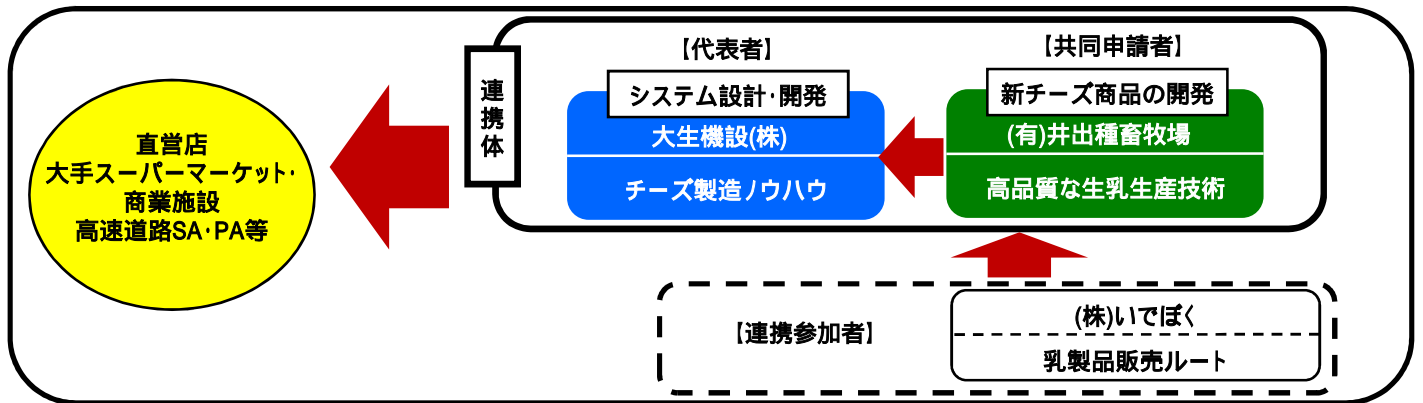 直営店
大手スーパーマーケット・
商業施設
高速道路SA・PA等
連携体
【代表者】
システム設計・開発
大生機設(株)
チーズ製造ノウハウ
【共同申請者】
新チーズ商品の開発
(有)井出種畜牧場
高品質な生乳生産技術
【連携参加者】
(株)いでぼく
乳製品販売ルート